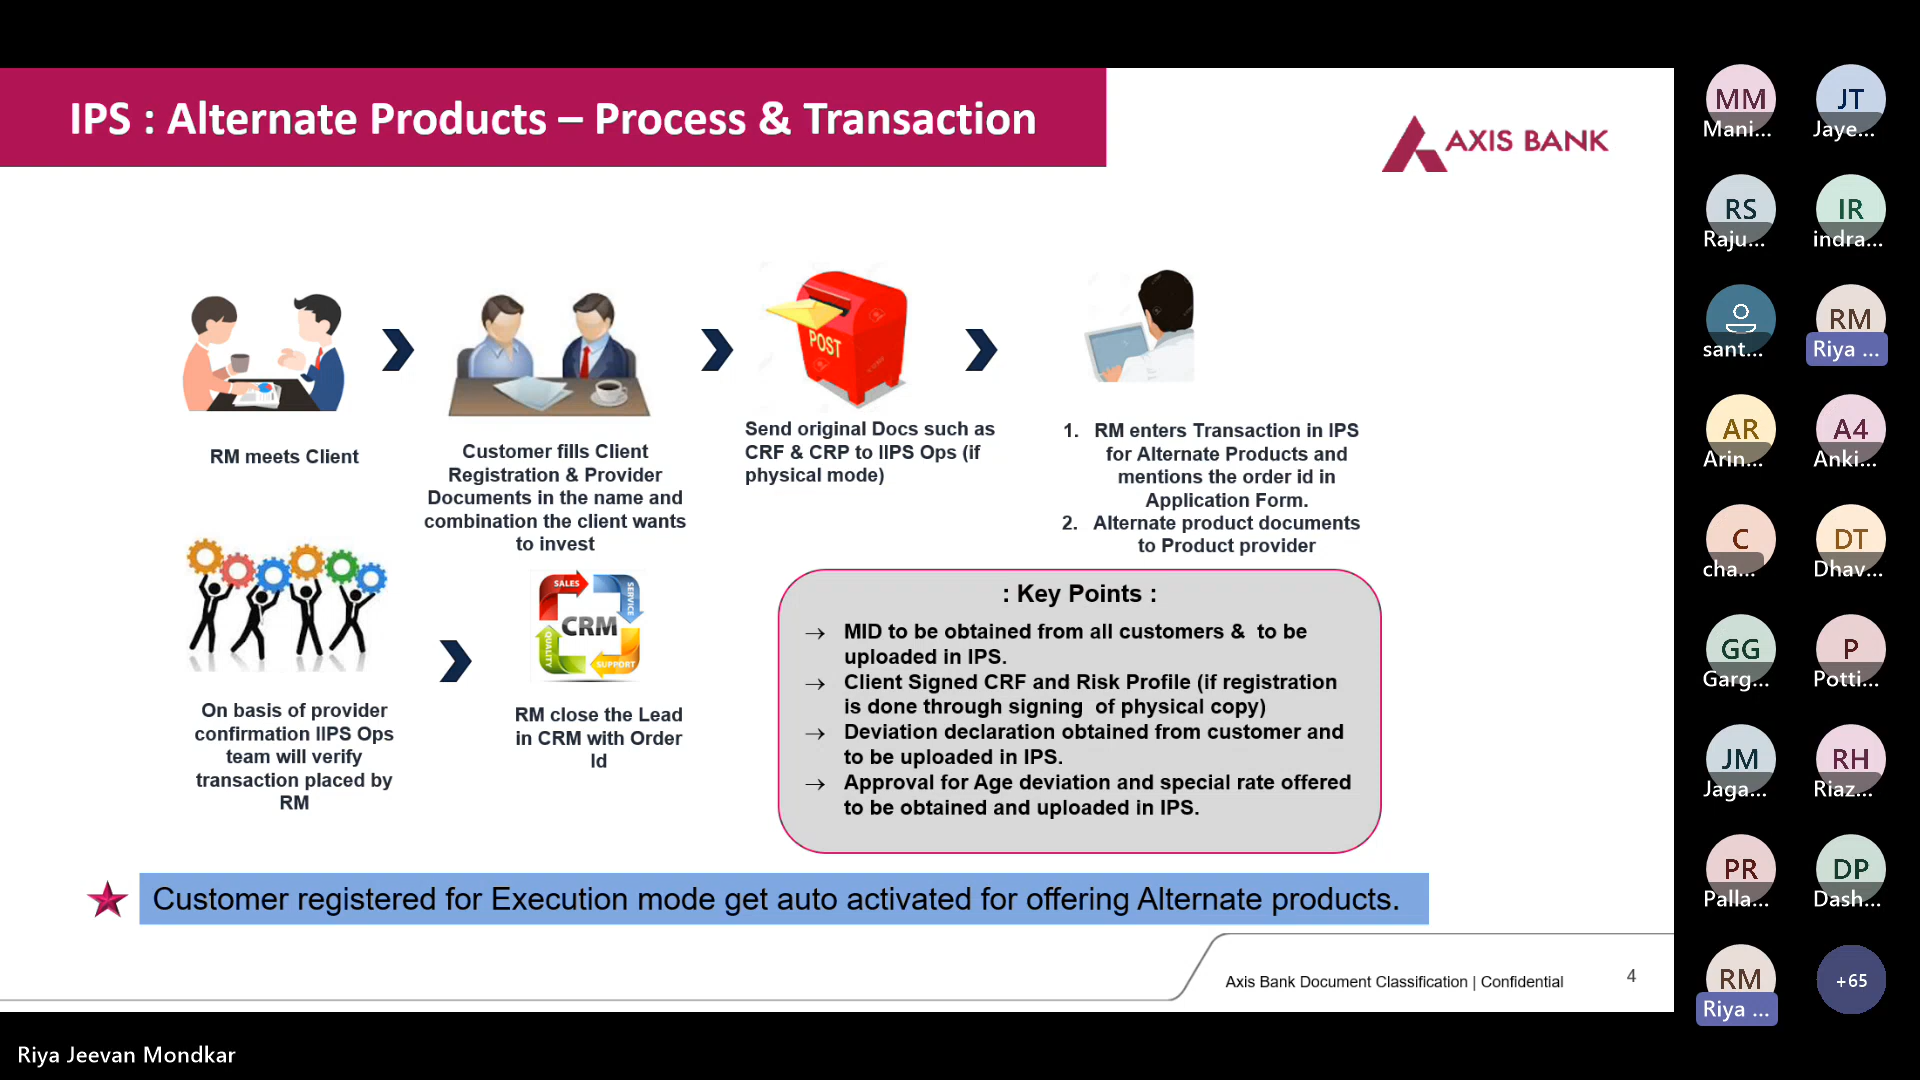 IPS : Alternate Products – Process & Transaction
AXIS BANK
POST
RM meets Client
Customer fills Client
Registration & Provider
Documents in the name and
combination the client wants
to invest
Send original Docs such as
CRF & CRP to IIPS Ops (if
physical mode)
1. RM enters Transaction in IPS
for Alternate Products and
mentions the order id in
Application Form.
2. Alternate product documents
to Product provider
SALES
SERVICE
CRM
QUALITY
SUPPORT
On basis of provider
confirmation IIPS Ops
team will verify
transaction placed by
RM
RM close the Lead
in CRM with Order
Id
: Key Points :
→ MID to be obtained from all customers & to be
uploaded in IPS.
→ Client Signed CRF and Risk Profile (if registration
is done through signing of physical copy)
→ Deviation declaration obtained from customer and
to be uploaded in IPS.
→ Approval for Age deviation and special rate offered
to be obtained and uploaded in IPS.
Customer registered for Execution mode get auto activated for offering Alternate products.
Axis Bank Document Classification | Confidential
4
MM
Mani...
JT
Jaye...
RS
Raju...
IR
indra...
sant...
RM
Riya ...
AR
Arin...
A4
Anki...
C
cha...
DT
Dhav...
GG
Garg...
P
Potti...
JM
Jaga...
RH
Riaz...
PR
Palla...
DP
Dash...
RM
Riya ...
+65
Riya Jeevan Mondkar